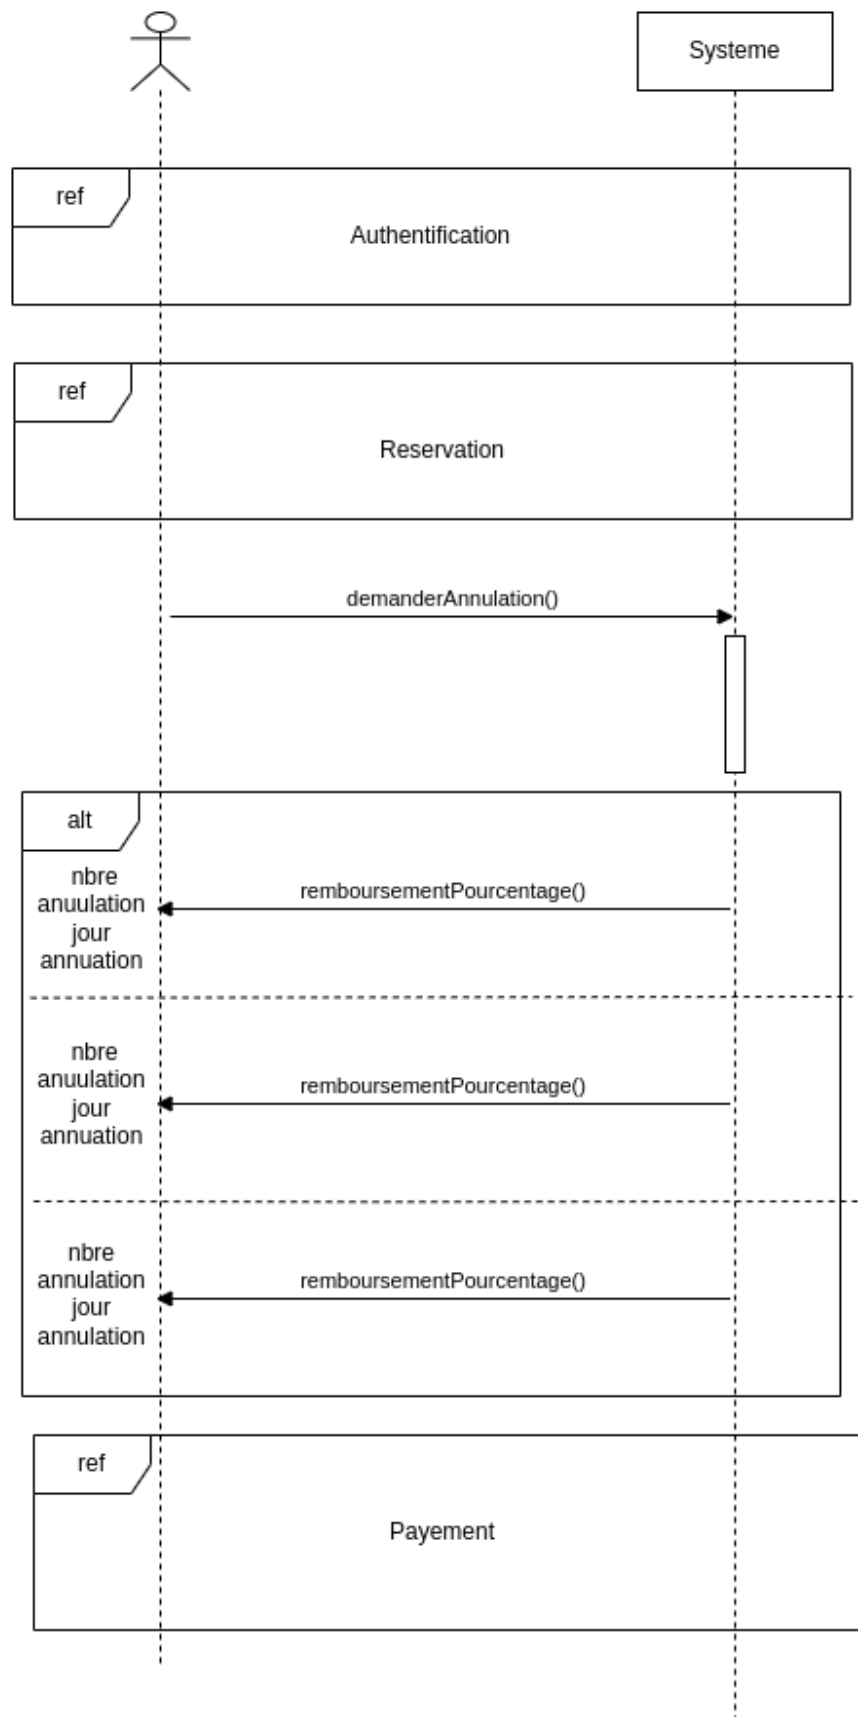 Systeme
ref
Authentification
ref
Reservation
demanderAnnulation()
alt
remboursementPourcentage()
nbre
anuulation
jour
annuation
remboursementPourcentage()
nbre
anuulation
jour
annuation
remboursementPourcentage()
nbre
annulation
jour
annulation
ref
Payement